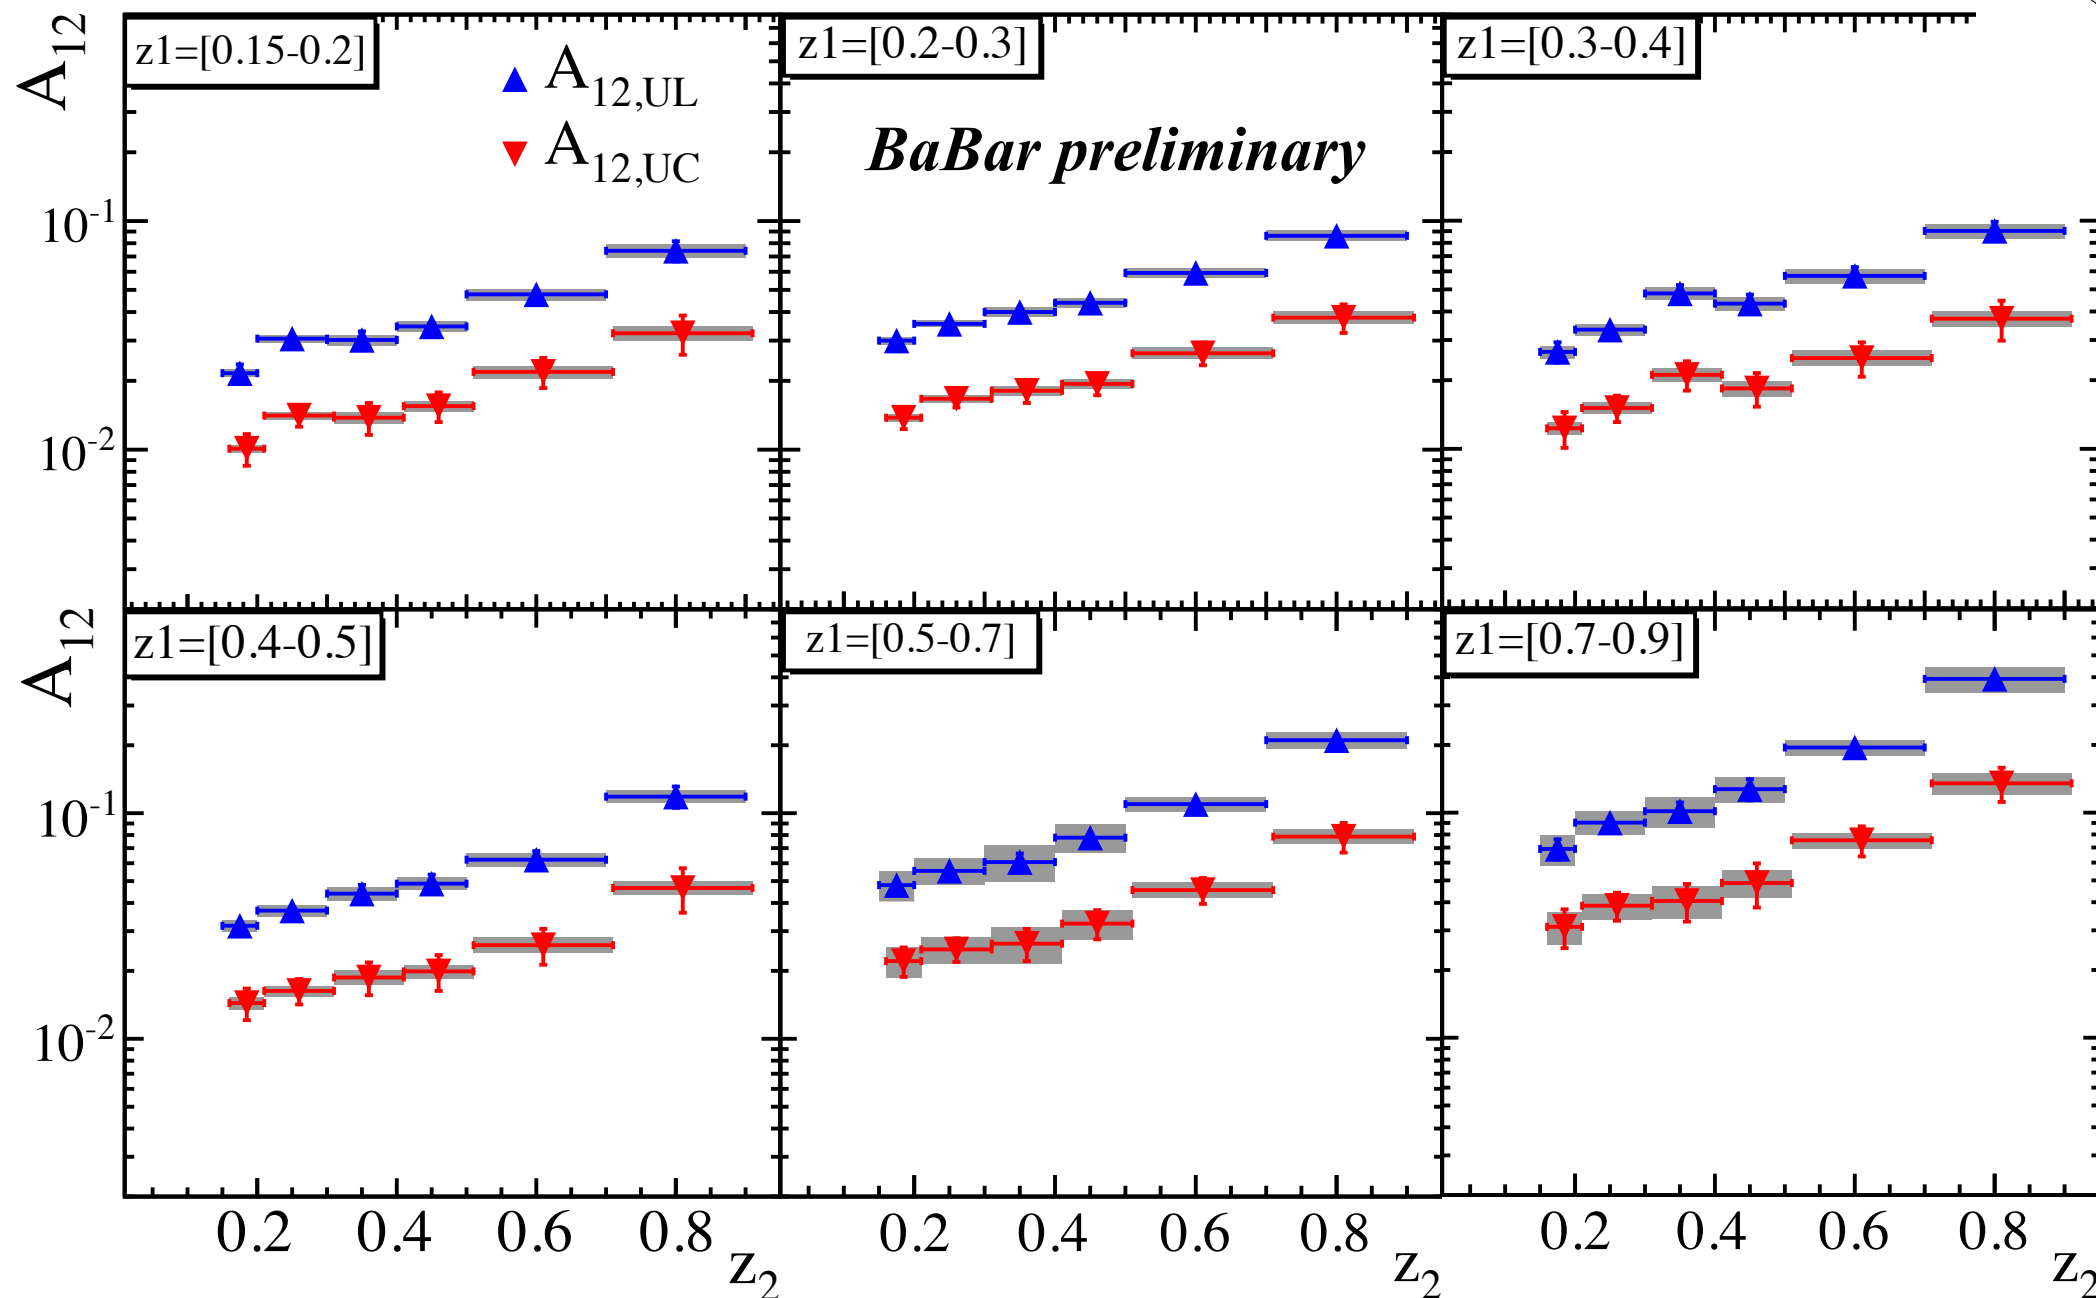 A12
z1=[0.15-0.2]
A12,UL
A12,UC
z1=[0.2-0.3]
BaBar preliminary
z1=[0.3-0.4]
10-1
10-2
A12
z1=[0.4-0.5]
z1=[0.5-0.7]
z1=[0.7-0.9]
10-1
10-2
0.2 0.4 0.6 0.8
z2
0.2 0.4 0.6 0.8
z2
0.2 0.4 0.6 0.8
z2